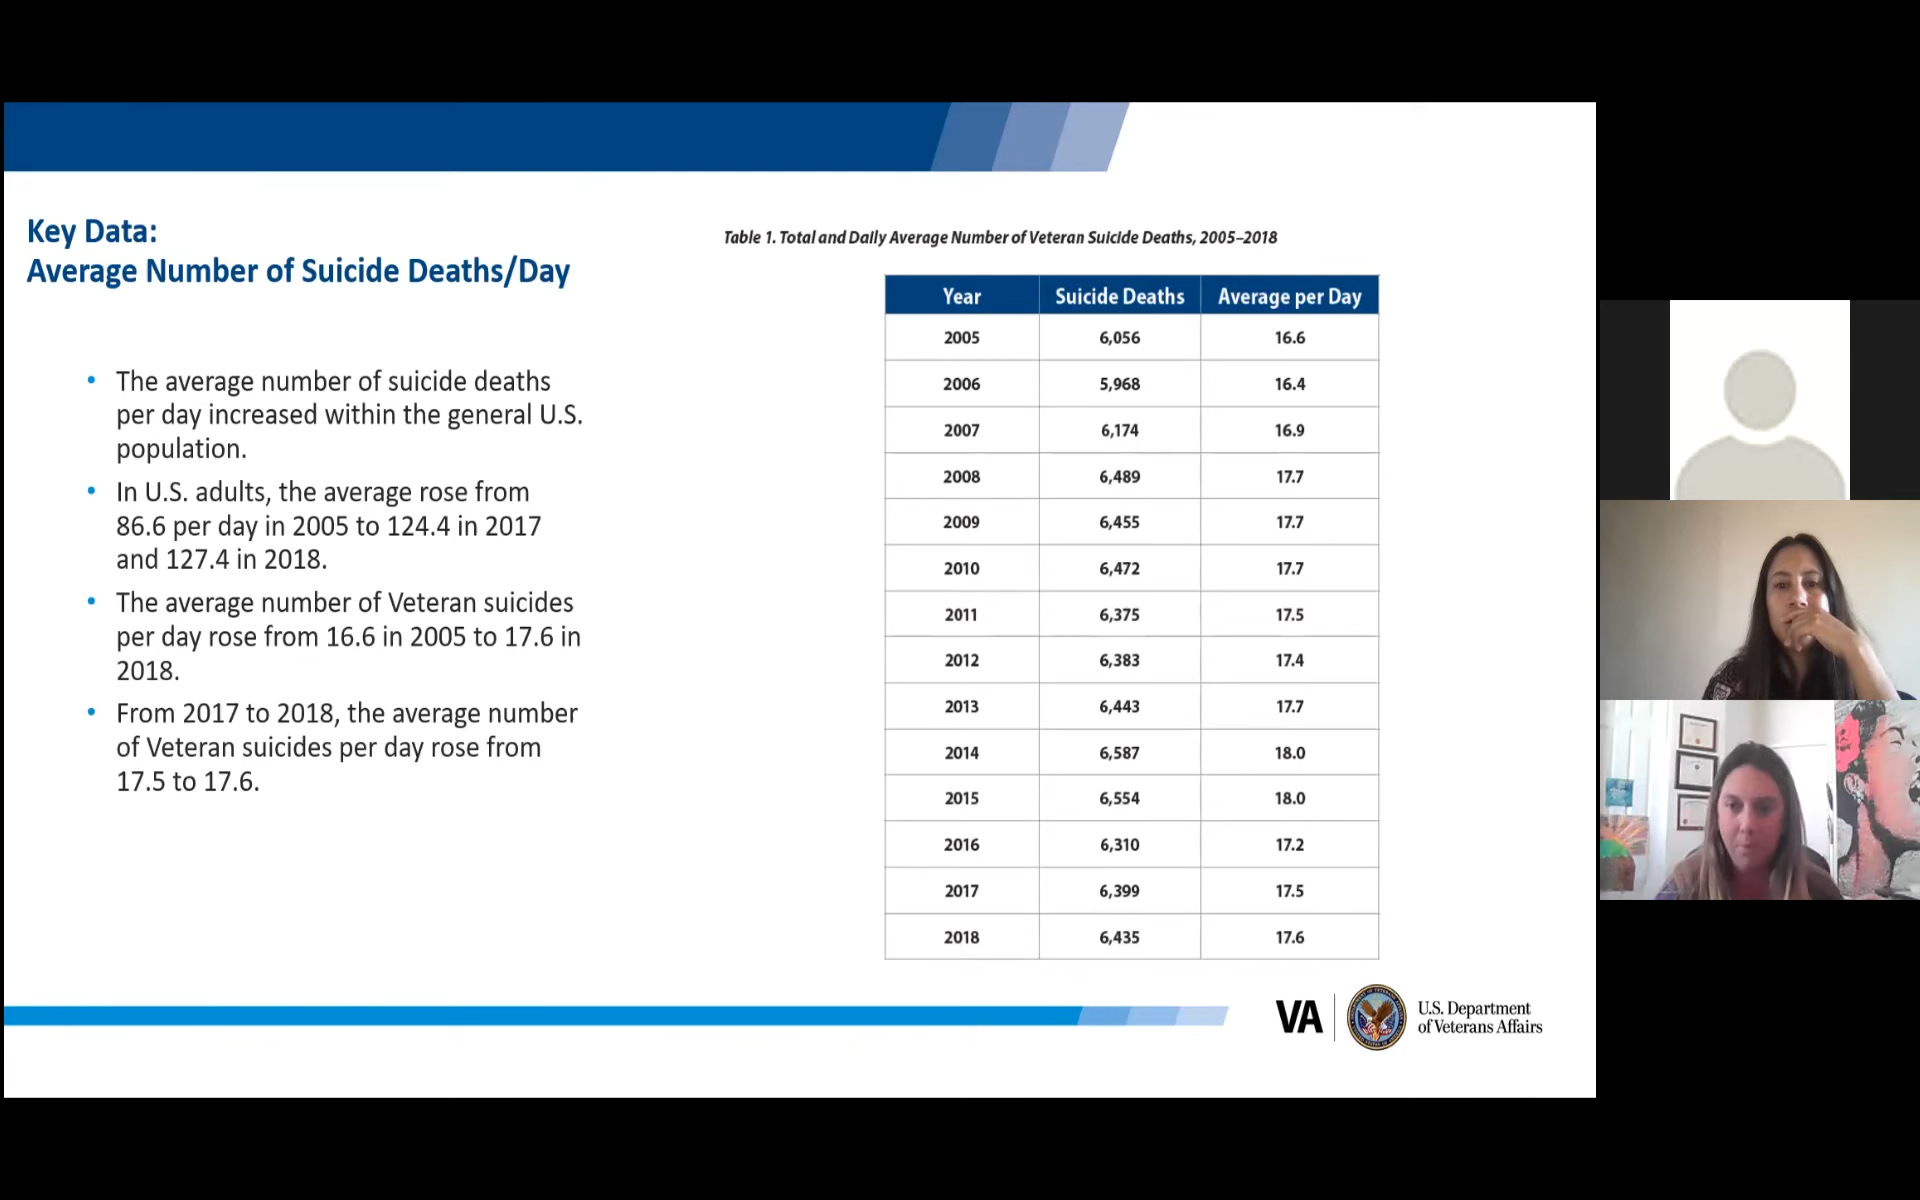 Key Data:
Average Number of Suicide Deaths/Day
• The average number of suicide deaths
per day increased within the general U.S.
population.
• In U.S. adults, the average rose from
86.6 per day in 2005 to 124.4 in 2017
and 127.4 in 2018.
• The average number of Veteran suicides
per day rose from 16.6 in 2005 to 17.6 in
2018.
• From 2017 to 2018, the average number
of Veteran suicides per day rose from
17.5 to 17.6.
Table 1. Total and Daily Average Number of Veteran Suicide Deaths, 2005–2018
Year Suicide Deaths Average per Day
2005 6,056 16.6
2006 5,968 16.4
2007 6,174 16.9
2008 6,489 17.7
2009 6,455 17.7
2010 6,472 17.7
2011 6,375 17.5
2012 6,383 17.4
2013 6,443 17.7
2014 6,587 18.0
2015 6,554 18.0
2016 6,310 17.2
2017 6,399 17.5
2018 6,435 17.6
VA
U.S. Department
of Veterans Affairs